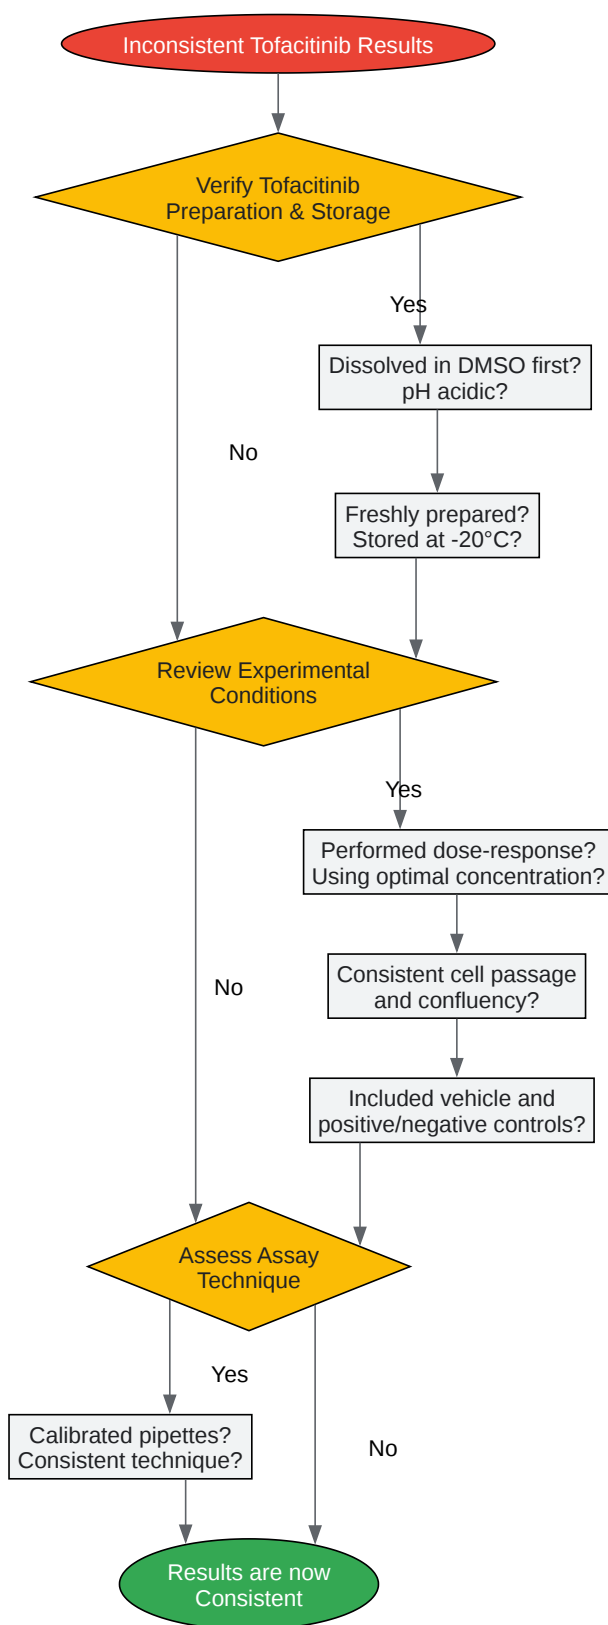 Inconsistent Tofacitinib Results
Verify Tofacitinib
Preparation & Storage
Yes
Dissolved in DMSO first?
pH acidic?
No
Freshly prepared?
Stored at -20°C?
Review Experimental
Conditions
Yes
Performed dose-response?
Using optimal concentration?
Consistent cell passage
and confluency?
No
Included vehicle and
positive/negative controls?
Assess Assay
Technique
Yes
Calibrated pipettes?
Consistent technique?
No
Results are now
Consistent